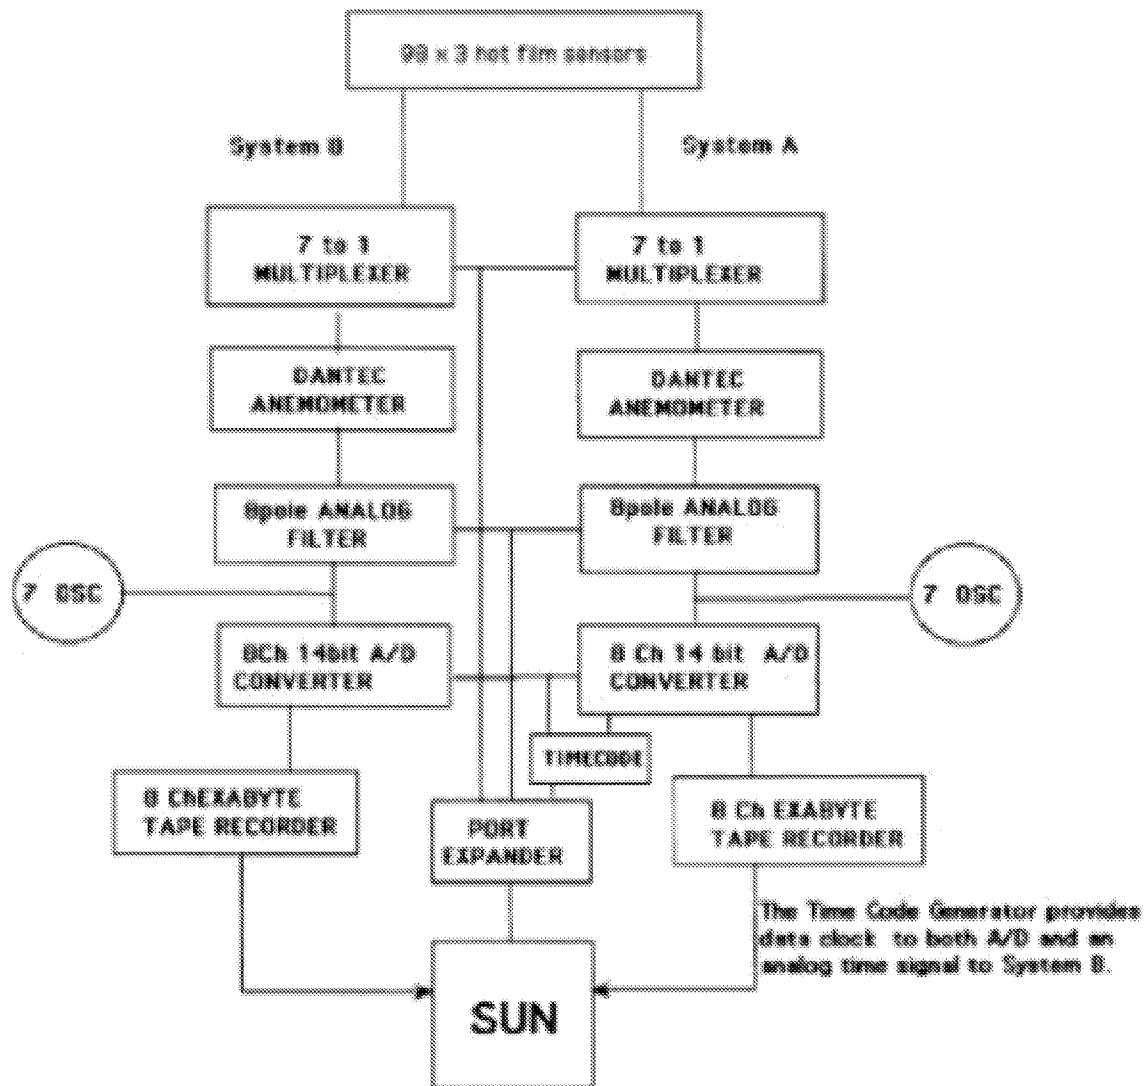 99 x 3 hot film sensors
System B
System A
7 to 1
MULTIPLEXER
7 to 1
MULTIPLEXER
DANTEC
ANEMOMETER
DANTEC
ANEMOMETER
8pole ANALOG
FILTER
8pole ANALOG
FILTER
7 OSC
7 OSC
8Ch 14bit A/D
CONVERTER
8 Ch 14 bit A/D
CONVERTER
TIMECODE
8 ChEXABYTE
TAPE RECORDER
PORT
EXPANDER
8 Ch EXABYTE
TAPE RECORDER
The Time Code Generator provides
data clock to both A/D and an
analog time signal to System B.
SUN